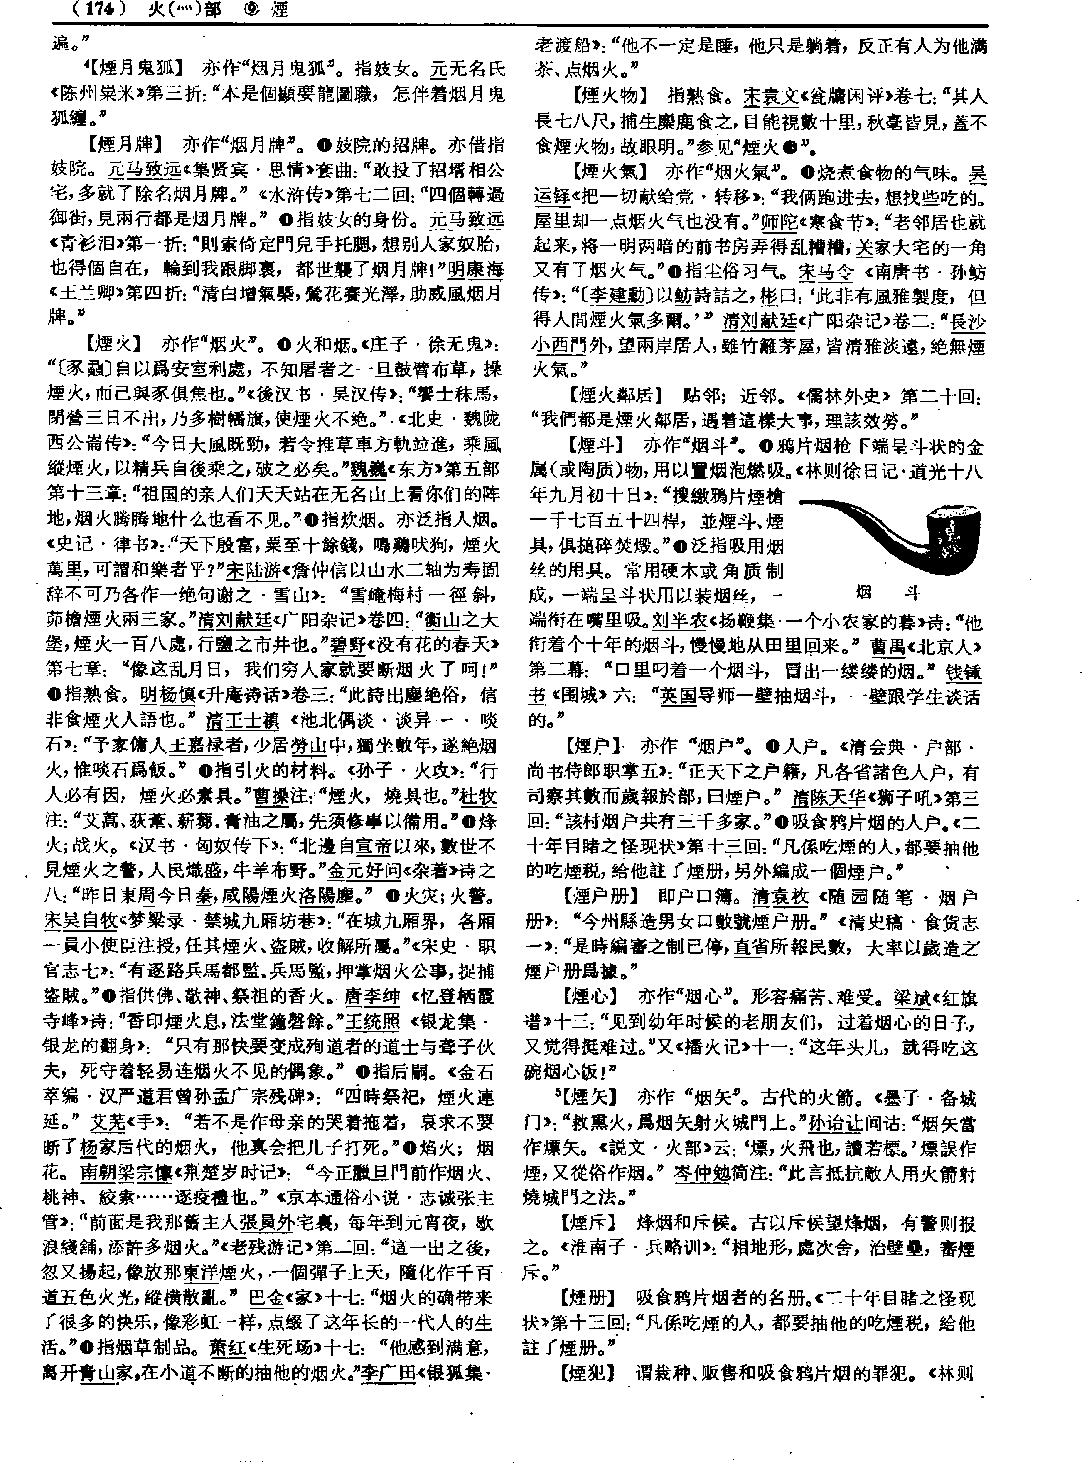 （174） 火(灬)部 ⑨ 煙
遍。”
⁴【煙月鬼狐】 亦作“烟月鬼狐”。指妓女。元无名氏
《陈州粜米》第三折：“本是個顯要龍圖職，怎伴着烟月鬼
狐纏。”
【煙月牌】 亦作“烟月牌”。❶妓院的招牌。亦借指
妓院。元马致远《集贤宾·思情》套曲：“敢投了招壻相公
宅，多就了除名烟月牌。”《水浒传》第七二回：“四個轉過
御街，見兩行都是烟月牌。”❷指妓女的身份。元马致远
《青衫泪》第一折：“則索倚定門兒手托腮，想别人家奴胎，
也得個自在，輪到我跟脚裏，都世襲了烟月牌！”明康海
《王兰卿》第四折：“清白增氣槩，鶯花賽光澤，助威風烟月
牌。”
【煙火】 亦作“烟火”。❶火和烟。《庄子·徐无鬼》：
“〔豕蝨〕自以爲安室利處，不知屠者之一旦鼓臂布草，操
煙火，而己與豕俱焦也。”《後汉书·吴汉传》：“饗士秣馬，
閉營三日不出，乃多樹幡旗，使煙火不絶。”《北史·魏陇
西公崙传》：“今日大風既勁，若令推草車方軌竝進，乘風
縱煙火，以精兵自後乘之，破之必矣。”魏巍《东方》第五部
第十三章：“祖国的亲人们天天站在无名山上看你们的阵
地，烟火腾腾地什么也看不见。”❷指炊烟。亦泛指人烟。
《史记·律书》：“天下殷富，粟至十餘錢，鳴鷄吠狗，煙火
萬里，可謂和樂者乎？”宋陆游《詹仲信以山水二轴为寿固
辞不可乃各作一绝句谢之·雪山》：“雪崦梅村一徑斜，
茆檐煙火兩三家。”清刘献廷《广阳杂记》卷四：“衡山之大
堡，煙火一百八處，行鹽之市井也。”碧野《没有花的春天》
第七章：“像这乱月日，我们穷人家就要断烟火了呵！”
❸指熟食。明杨慎《升庵诗话》卷三：“此詩出塵絶俗，信
非食煙火人語也。”清王士禛《池北偶谈·谈异一·啖
石》：“予家傭人王嘉禄者，少居勞山中，獨坐數年，遂絶烟
火，惟啖石爲飯。”❹指引火的材料。《孙子·火攻》：“行
人必有因，煙火必素具。”曹操注：“煙火，燒具也。”杜牧
注：“艾蒿、荻葦、薪芻、膏油之屬，先須修事以備用。”❺烽
火；战火。《汉书·匈奴传下》：“北邊自宣帝以來，數世不
見煙火之警，人民熾盛，牛羊布野。”金元好问《杂著》诗之
八：“昨日東周今日秦，咸陽煙火洛陽塵。”❻火灾；火警。
宋吴自牧《梦粱录·禁城九厢坊巷》：“在城九厢界，各厢
一員小使臣注授，任其煙火、盗賊，收解所屬。”《宋史·职
官志七》：“有逐路兵馬都監、兵馬監，押掌烟火公事，捉捕
盗賊。”❼指供佛、敬神、祭祖的香火。唐李绅《忆登栖霞
寺峰》诗：“香印煙火息，法堂鐘磬餘。”王统照《银龙集·
银龙的翻身》：“只有那快要变成殉道者的道士与聋子伙
夫，死守着轻易连烟火不见的偶象。”❽指后嗣。《金石
萃编·汉严道君曾孙孟广宗残碑》：“四時祭祀，煙火連
延。”艾芜《手》：“若不是作母亲的哭着拖着，哀求不要
断了杨家后代的烟火，他真会把儿子打死。”❾焰火；烟
花。南朝梁宗懔《荆楚岁时记》：“今正臘旦門前作烟火、
桃神、絞索……逐疫禮也。”《京本通俗小说·志诚张主
管》：“前面是我那舊主人張員外宅裏，每年到元宵夜，歇
浪綫鋪，添許多烟火。”《老残游记》第二回：“這一出之後，
忽又揚起，像放那東洋煙火，一個彈子上天，隨化作千百
道五色火光，縱横散亂。”巴金《家》十七：“烟火的确带来
了很多的快乐，像彩虹一样，点缀了这年长的一代人的生
活。”❿指烟草制品。萧红《生死场》十七：“他感到满意，
离开青山家，在小道不断的抽他的烟火。”李广田《银狐集·
老渡船》：“他不一定是睡，他只是躺着，反正有人为他满
茶、点烟火。”
【煙火物】 指熟食。宋袁文《瓮牖闲评》卷七：“其人
長七八尺，捕生麋鹿食之，目能視數十里，秋毫皆見，蓋不
食煙火物，故眼明。”参见“煙火❸”。
【煙火氣】 亦作“烟火氣”。❶烧煮食物的气味。吴
运铎《把一切献给党·转移》：“我俩跑进去，想找些吃的。
屋里却一点烟火气也没有。”师陀《寒食节》：“老邻居也就
起来，将一明两暗的前书房弄得乱糟糟，关家大宅的一角
又有了烟火气。”❷指尘俗习气。宋马令《南唐书·孙鲂
传》：“〔李建勳〕以鲂詩詰之，彬曰：‘此非有風雅製度，但
得人間煙火氣多爾。’”清刘献廷《广阳杂记》卷二：“長沙
小西門外，望兩岸居人，雖竹籬茅屋，皆清雅淡遠，絶無煙
火氣。”
【煙火鄰居】 贴邻；近邻。《儒林外史》第二十回：
“我們都是煙火鄰居，遇着這樣大事，理該效勞。”
【煙斗】 亦作“烟斗”。❶鸦片烟枪下端呈斗状的金
属(或陶质)物，用以置烟泡燃吸。《林则徐日记·道光十八
年九月初十日》：“搜繳鴉片煙槍
一千七百五十四桿，並煙斗、煙
具，俱搥碎焚燬。”❷泛指吸用烟
丝的用具。常用硬木或角质制
成，一端呈斗状用以装烟丝，一
烟 斗
端衔在嘴里吸。刘半农《扬鞭集·一个小农家的暮》诗：“他
衔着个十年的烟斗，慢慢地从田里回来。”曹禺《北京人》
第二幕：“口里叼着一个烟斗，冒出一缕缕的烟。”钱锺
书《围城》六：“英国导师一壁抽烟斗，一壁跟学生谈话
的。”
【煙户】 亦作“烟户”。❶人户。《清会典·户部·
尚书侍郎职掌五》：“正天下之户籍，凡各省諸色人户，有
司察其數而歲報於部，曰煙户。”清陈天华《狮子吼》第三
回：“該村烟户共有三千多家。”❷吸食鸦片烟的人户。《二
十年目睹之怪现状》第十三回：“凡係吃煙的人，都要抽他
的吃煙税，給他註了煙册，另外編成一個煙户。”
【煙户册】 即户口簿。清袁枚《随园随笔·烟户
册》：“今州縣造男女口數號煙户册。”《清史稿·食货志
一》：“是時編審之制已停，直省所報民數，大率以歲造之
煙户册爲據。”
【煙心】 亦作“烟心”。形容痛苦、难受。梁斌《红旗
谱》十三：“见到幼年时候的老朋友们，过着烟心的日子，
又觉得挺难过。”又《播火记》十一：“这年头儿，就得吃这
碗烟心饭！”
⁵【煙矢】 亦作“烟矢”。古代的火箭。《墨子·备城
门》：“救熏火，爲烟矢射火城門上。”孙诒让间诂：“烟矢當
作熛矢。《説文·火部》云：‘熛，火飛也，讀若標。’熛誤作
煙，又從俗作烟。”岑仲勉简注：“此言抵抗敵人用火箭射
燒城門之法。”
【煙斥】 烽烟和斥候。古以斥候望烽烟，有警则报
之。《淮南子·兵略训》：“相地形，處次舍，治壁壘，審煙
斥。”
【煙册】 吸食鸦片烟者的名册。《二十年目睹之怪现
状》第十三回：“凡係吃煙的人，都要抽他的吃煙税，給他
註了煙册。”
【煙犯】 谓栽种、贩售和吸食鸦片烟的罪犯。《林则